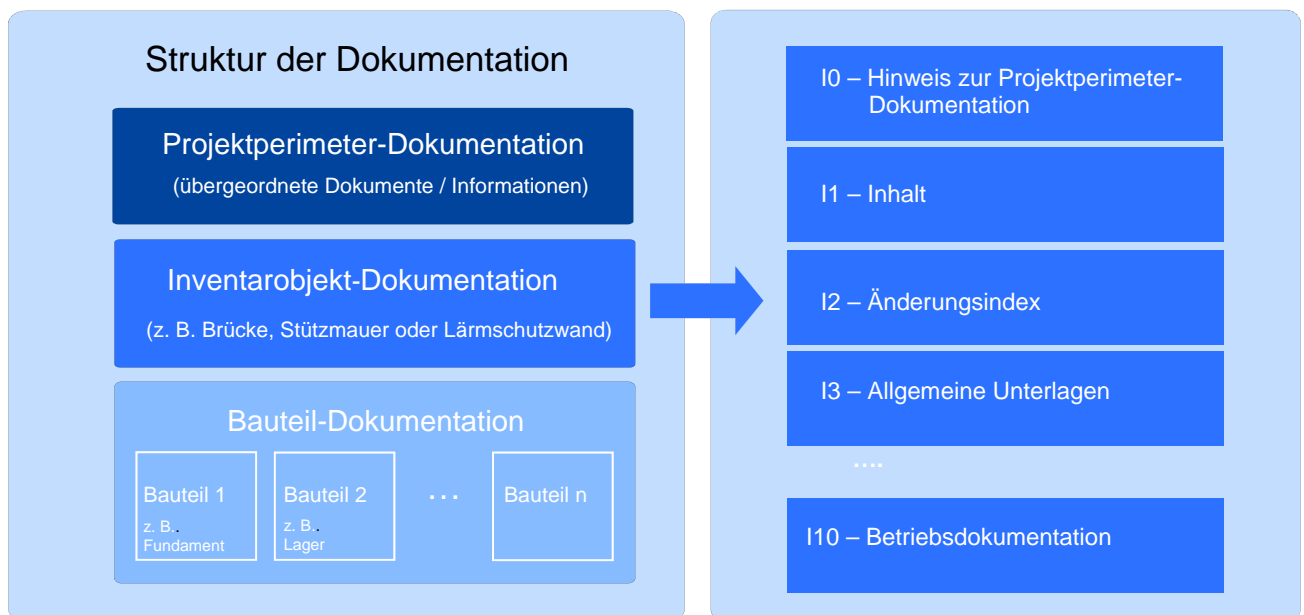 Struktur der Dokumentation
Projektperimeter-Dokumentation
(übergeordnete Dokumente / Informationen)
Inventarobjekt-Dokumentation
(z. B. Brücke, Stützmauer oder Lärmschutzwand)
Bauteil-Dokumentation
Bauteil 1
z. B..
Fundament
Bauteil 2
z. B..
Lager
...
Bauteil n
I0 – Hinweis zur Projektperimeter-
Dokumentation
I1 – Inhalt
I2 – Änderungsindex
I3 – Allgemeine Unterlagen
....
I10 – Betriebsdokumentation